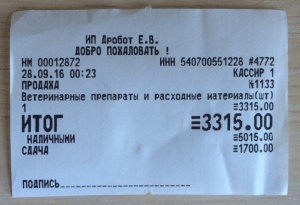 ИП Дробот Е.В.
ДОБРО ПОЖАЛОВАТЬ !
НМ 00012872 ИНН 540700551228 #4772
28.09.16 00:23 КАССИР 1
ПРОДАЖА №1133
Ветеринарные препараты и расходные материалы(шт)
1 ≡3315.00
ИТОГ ≡3315.00
НАЛИЧНЫМИ ≡5015.00
СДАЧА ≡1700.00
ПОДПИСЬ